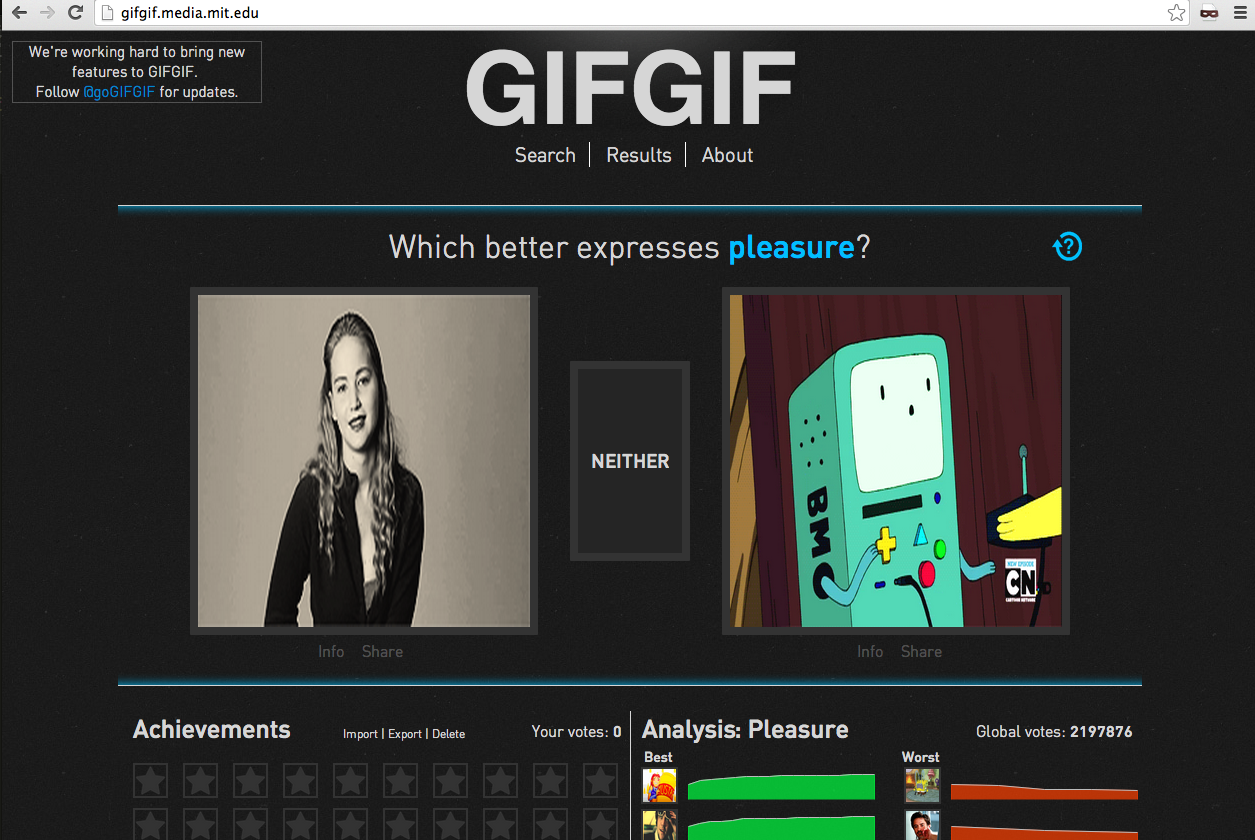 gifgif.media.mit.edu
We're working hard to bring new
features to GIFGIF.
Follow @goGIFGIF for updates.
GIFGIF
Search | Results | About
Which better expresses pleasure?
?
NEITHER
BMO
NEW EPISODE
CN
CARTOON NETWORK
Info Share
Info Share
Achievements
Import | Export | Delete
Your votes: 0
Analysis: Pleasure
Global votes: 2197876
Best
Worst